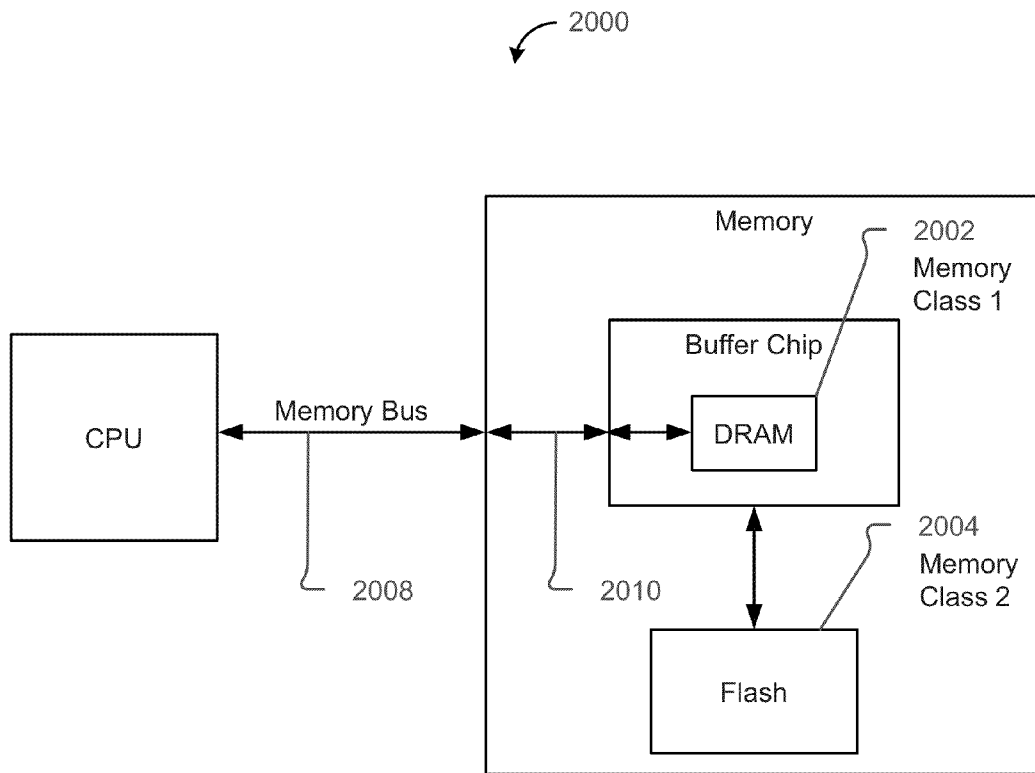 2000
Memory
2002
Memory
Class 1
Buffer Chip
DRAM
CPU
Memory Bus
2008
2010
2004
Memory
Class 2
Flash